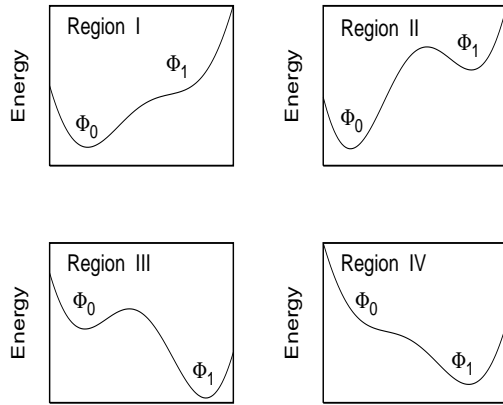 Region I
Energy
Φ0
Φ1
Region II
Energy
Φ0
Φ1
Region III
Energy
Φ0
Φ1
Region IV
Energy
Φ0
Φ1